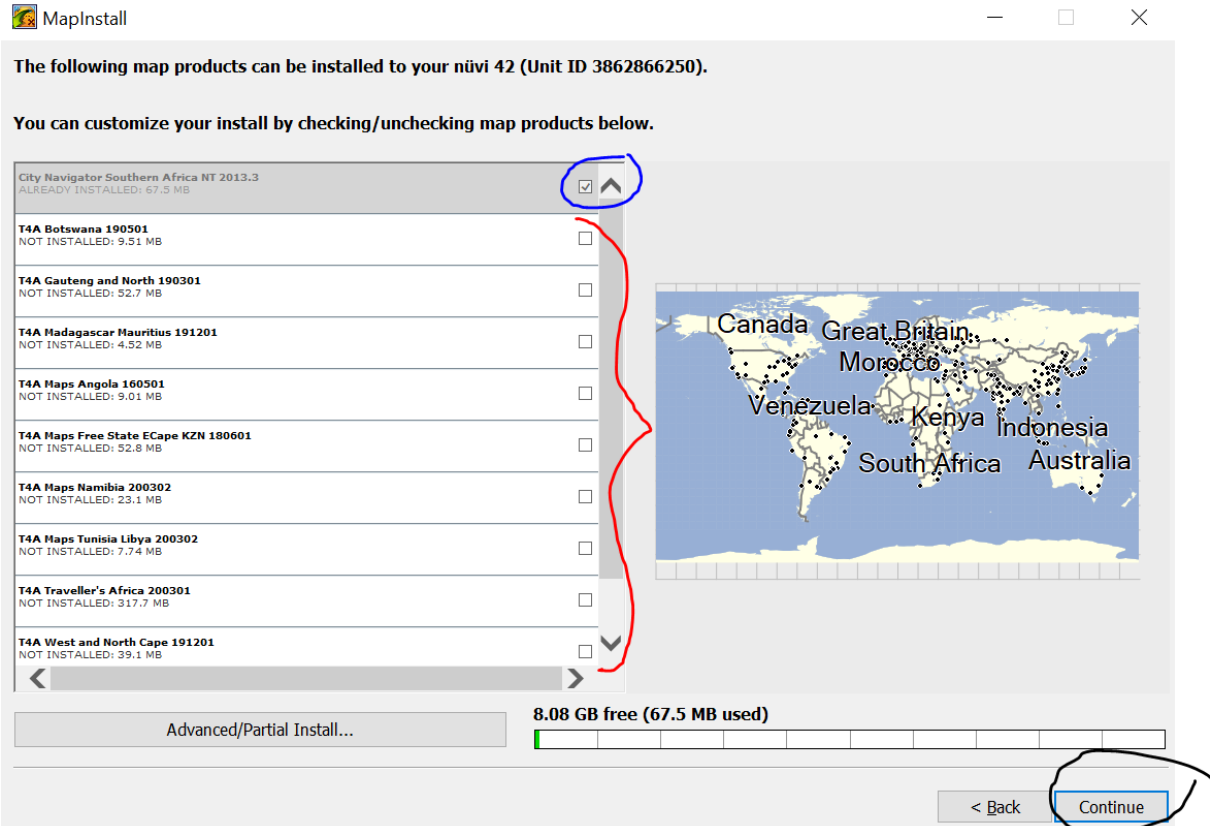 MapInstall
The following map products can be installed to your nüvi 42 (Unit ID 3862866250).
You can customize your install by checking/unchecking map products below.
City Navigator Southern Africa NT 2013.3
ALREADY INSTALLED: 67.5 MB
T4A Botswana 190501
NOT INSTALLED: 9.51 MB
T4A Gauteng and North 190301
NOT INSTALLED: 52.7 MB
T4A Madagascar Mauritius 191201
NOT INSTALLED: 4.52 MB
T4A Maps Angola 160501
NOT INSTALLED: 9.01 MB
T4A Maps Free State ECape KZN 180601
NOT INSTALLED: 52.8 MB
T4A Maps Namibia 200302
NOT INSTALLED: 23.1 MB
T4A Maps Tunisia Libya 200302
NOT INSTALLED: 7.74 MB
T4A Traveller's Africa 200301
NOT INSTALLED: 317.7 MB
T4A West and North Cape 191201
NOT INSTALLED: 39.1 MB
Canada
Great Britain
Morocco
Venezuela
Kenya
Indonesia
South Africa
Australia
Advanced/Partial Install...
8.08 GB free (67.5 MB used)
< Back
Continue